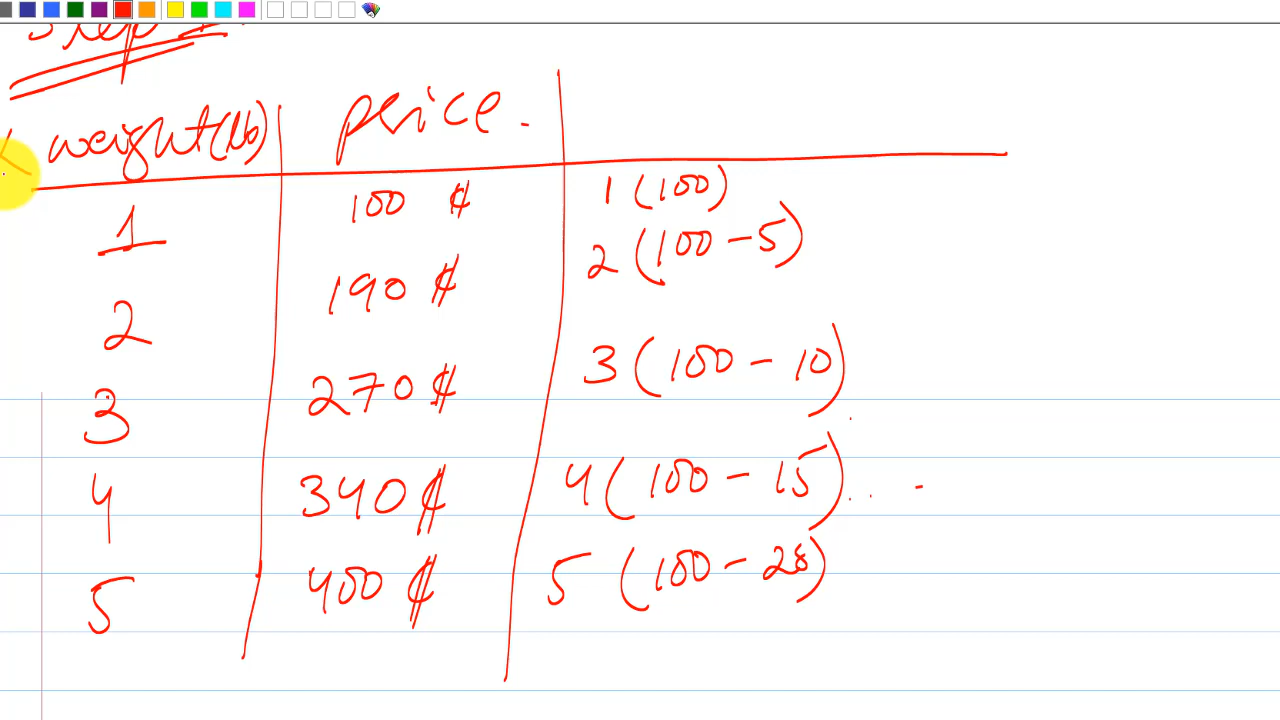 Step
weight(lb) price.
1 100 ¢ 1 (100)
2 190 ¢ 2 (100 - 5)
3 270 ¢ 3 (100 - 10)
4 340 ¢ 4 (100 - 15)
5 400 ¢ 5 (100 - 20)